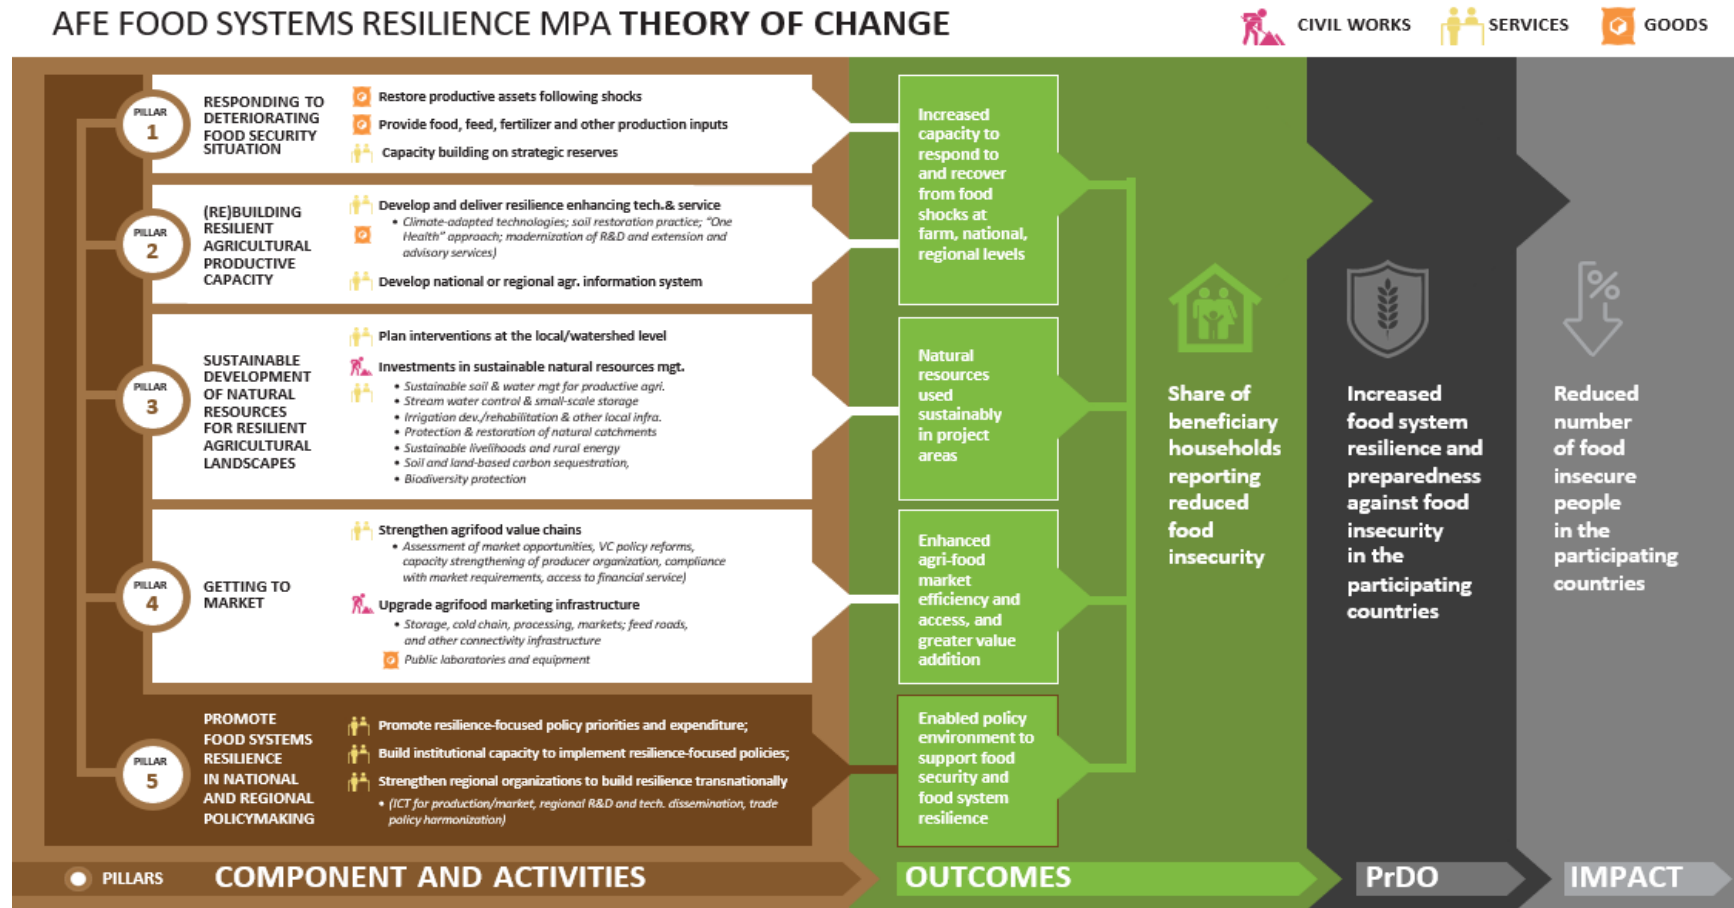 AFE FOOD SYSTEMS RESILIENCE MPA THEORY OF CHANGE
CIVIL WORKS
SERVICES
GOODS
PILLAR
1
RESPONDING TO
DETERIORATING
FOOD SECURITY
SITUATION
Restore productive assets following shocks
Provide food, feed, fertilizer and other production inputs
Capacity building on strategic reserves
PILLAR
2
(RE)BUILDING
RESILIENT
AGRICULTURAL
PRODUCTIVE
CAPACITY
Develop and deliver resilience enhancing tech.& service
• Climate-adapted technologies; soil restoration practice; “One
Health” approach; modernization of R&D and extension and
advisory services)
Develop national or regional agr. information system
PILLAR
3
SUSTAINABLE
DEVELOPMENT
OF NATURAL
RESOURCES
FOR RESILIENT
AGRICULTURAL
LANDSCAPES
Plan interventions at the local/watershed level
Investments in sustainable natural resources mgt.
• Sustainable soil & water mgt for productive agri.
• Stream water control & small-scale storage
• Irrigation dev./rehabilitation & other local infra.
• Protection & restoration of natural catchments
• Sustainable livelihoods and rural energy
• Soil and land-based carbon sequestration,
• Biodiversity protection
PILLAR
4
GETTING TO
MARKET
Strengthen agrifood value chains
• Assessment of market opportunities, VC policy reforms,
capacity strengthening of producer organization, compliance
with market requirements, access to financial service)
Upgrade agrifood marketing infrastructure
• Storage, cold chain, processing, markets; feed roads,
and other connectivity infrastructure
Public laboratories and equipment
PILLAR
5
PROMOTE
FOOD SYSTEMS
RESILIENCE
IN NATIONAL
AND REGIONAL
POLICYMAKING
Promote resilience-focused policy priorities and expenditure;
Build institutional capacity to implement resilience-focused policies;
Strengthen regional organizations to build resilience transnationally
• (ICT for production/market, regional R&D and tech. dissemination, trade
policy harmonization)
Increased
capacity to
respond to
and recover
from food
shocks at
farm, national,
regional levels
Natural
resources
used
sustainably
in project
areas
Enhanced
agri-food
market
efficiency and
access, and
greater value
addition
Enabled policy
environment to
support food
security and
food system
resilience
Share of
beneficiary
households
reporting
reduced
food
insecurity
Increased
food system
resilience and
preparedness
against food
insecurity
in the
participating
countries
%
Reduced
number
of food
insecure
people
in the
participating
countries
PILLARS
COMPONENT AND ACTIVITIES
OUTCOMES
PrDO
IMPACT